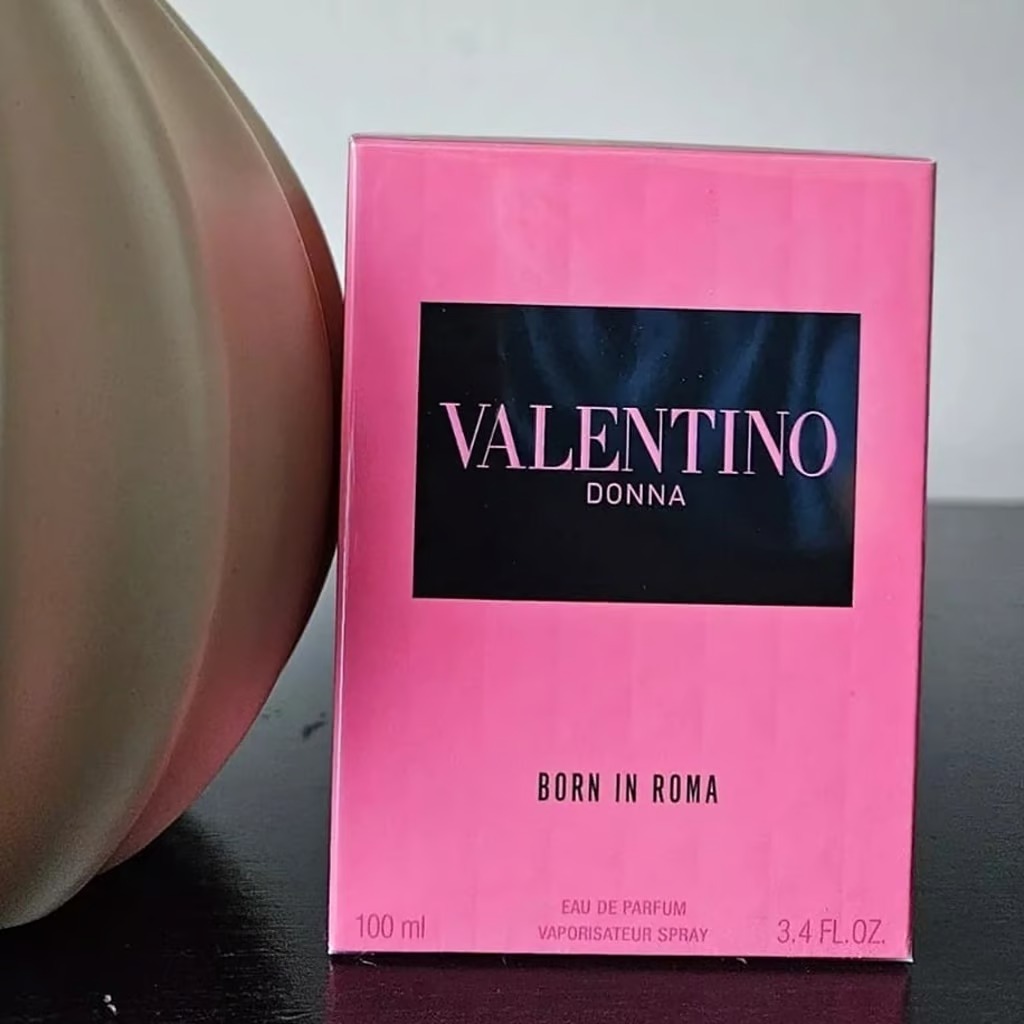 VALENTINO
DONNA
BORN IN ROMA
EAU DE PARFUM
100 ml VAPORISATEUR SPRAY 3.4 FL.OZ.